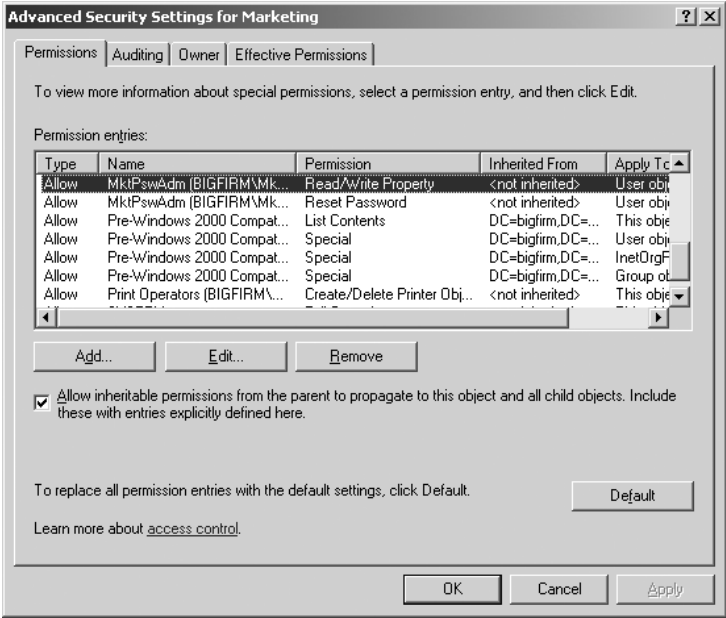 Advanced Security Settings for Marketing
Permissions Auditing Owner Effective Permissions
To view more information about special permissions, select a permission entry, and then click Edit.
Permission entries:
Type Name Permission Inherited From Apply To
Allow MktPswAdm (BIGFIRM\Mk... Read/Write Property <not inherited> User obj
Allow MktPswAdm (BIGFIRM\Mk... Reset Password <not inherited> User obj
Allow Pre-Windows 2000 Compat... List Contents DC=bigfirm,DC=... This obje
Allow Pre-Windows 2000 Compat... Special DC=bigfirm,DC=... User obj
Allow Pre-Windows 2000 Compat... Special DC=bigfirm,DC=... InetOrgF
Allow Pre-Windows 2000 Compat... Special DC=bigfirm,DC=... Group ob
Allow Print Operators (BIGFIRM\... Create/Delete Printer Obj... <not inherited> This obje
Add... Edit... Remove
Allow inheritable permissions from the parent to propagate to this object and all child objects. Include
these with entries explicitly defined here.
To replace all permission entries with the default settings, click Default.
Default
Learn more about access control.
OK Cancel Apply